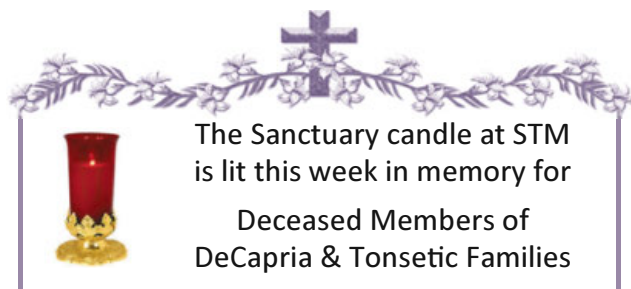 The Sanctuary candle at STM
is lit this week in memory for
Deceased Members of
DeCapria & Tonsetic Families